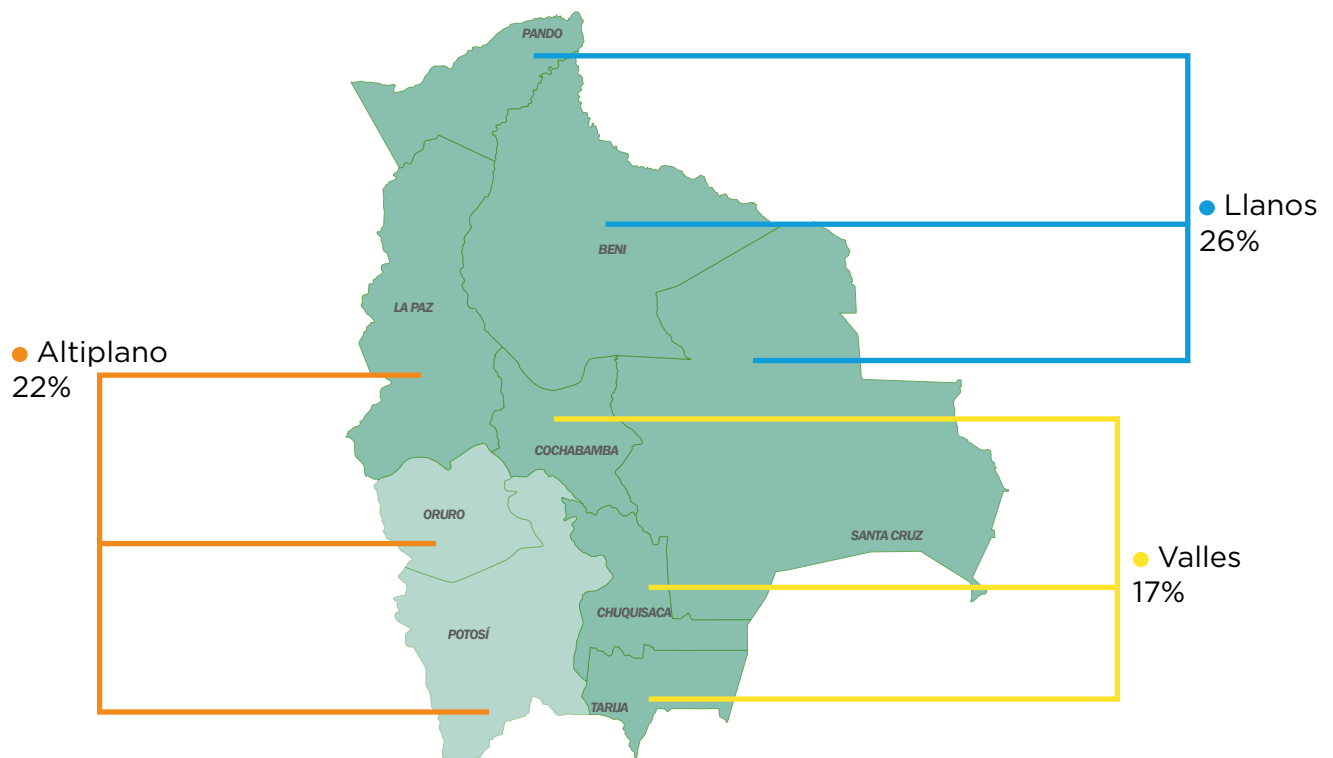 PANDO
Llanos
26%
BENI
LA PAZ
Altiplano
22%
COCHABAMBA
ORURO
SANTA CRUZ
Valles
17%
CHUQUISACA
POTOSÍ
TARIJA